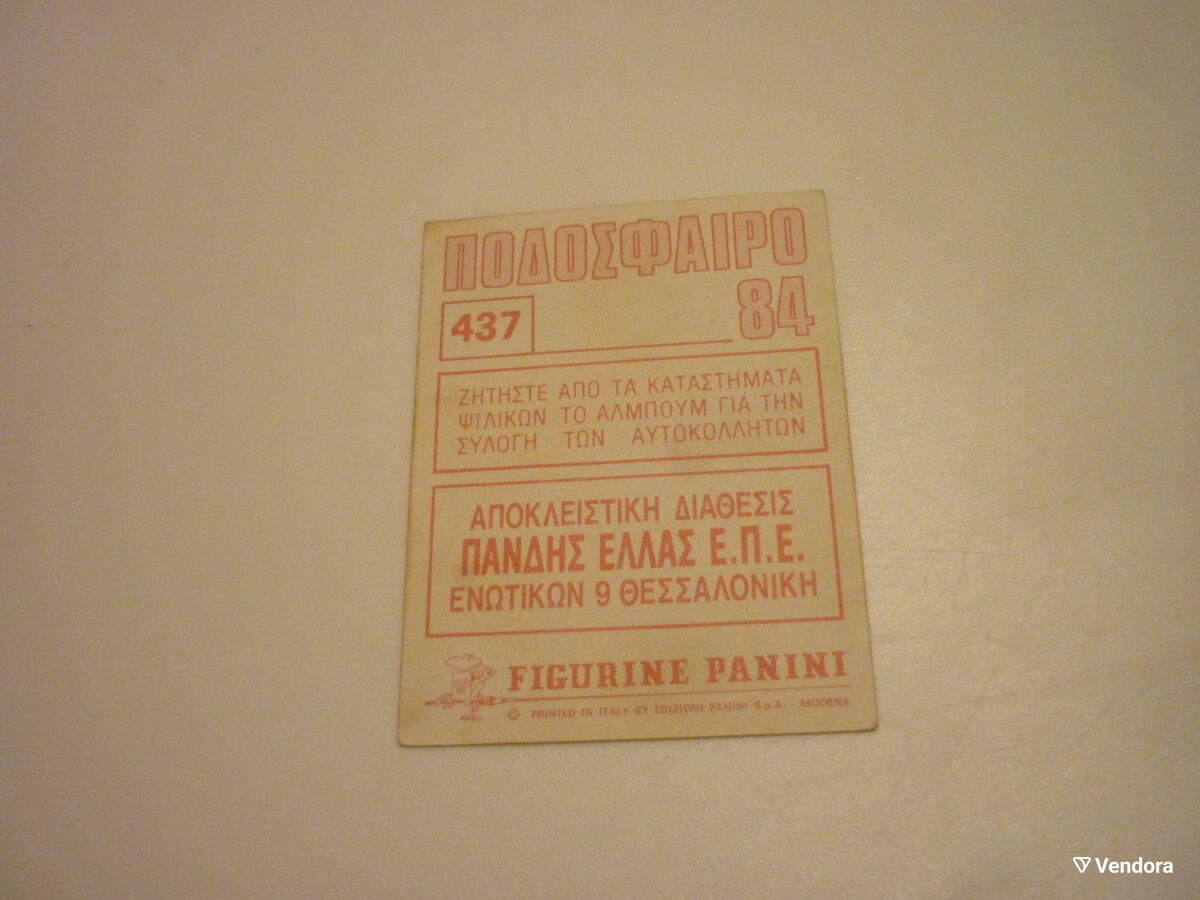 ΠΟΔΟΣΦΑΙΡΟ
84
437
ΖΗΤΗΣΤΕ ΑΠΟ ΤΑ ΚΑΤΑΣΤΗΜΑΤΑ
ΨΙΛΙΚΩΝ ΤΟ ΑΛΜΠΟΥΜ ΓΙΑ ΤΗΝ
ΣΥΛΟΓΗ ΤΩΝ ΑΥΤΟΚΟΛΛΗΤΩΝ
ΑΠΟΚΛΕΙΣΤΙΚΗ ΔΙΑΘΕΣΙΣ
ΠΑΝΔΗΣ ΕΛΛΑΣ Ε.Π.Ε.
ΕΝΩΤΙΚΩΝ 9 ΘΕΣΣΑΛΟΝΙΚΗ
FIGURINE PANINI
© PRINTED IN ITALY BY EDIZIONI PANINI S.p.A. - MODENA
Vendora